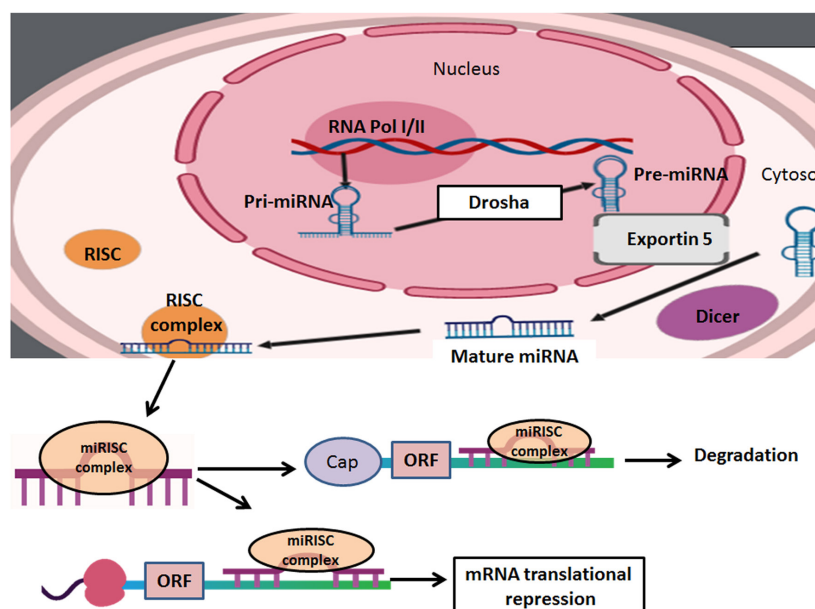 Nucleus
RNA Pol I/II
Pri-miRNA
Drosha
Pre-miRNA
Cytoso
Exportin 5
RISC
RISC
complex
Mature miRNA
Dicer
miRISC
complex
Cap
ORF
miRISC
complex
Degradation
ORF
miRISC
complex
mRNA translational
repression